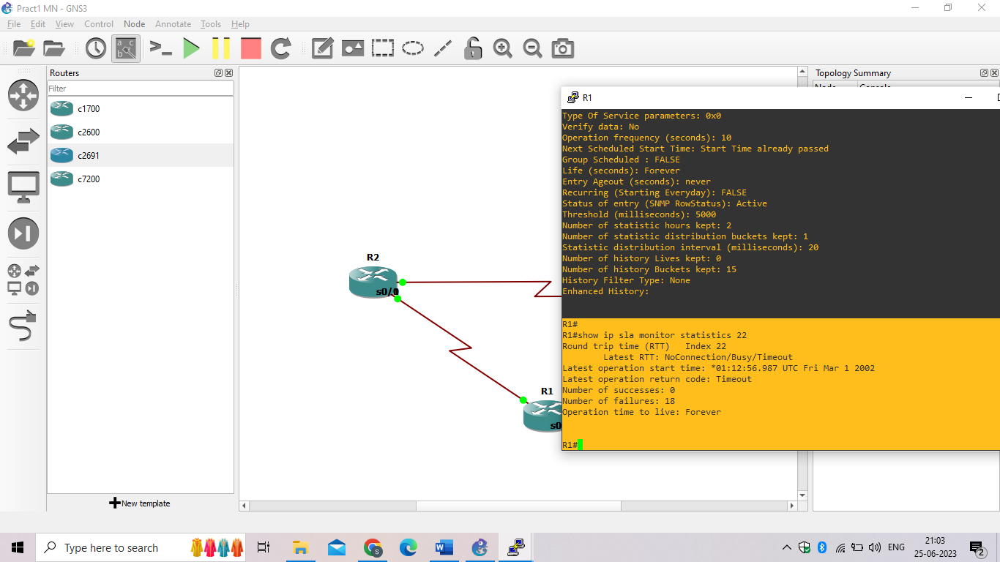 Pract1 MN - GNS3
File Edit View Control Node Annotate Tools Help
Routers
Filter
c1700
c2600
c2691
c7200
New template
R2
s0/0
R1
s0
Topology Summary
Node Console
R1
Type Of Service parameters: 0x0
Verify data: No
Operation frequency (seconds): 10
Next Scheduled Start Time: Start Time already passed
Group Scheduled : FALSE
Life (seconds): Forever
Entry Ageout (seconds): never
Recurring (Starting Everyday): FALSE
Status of entry (SNMP RowStatus): Active
Threshold (milliseconds): 5000
Number of statistic hours kept: 2
Number of statistic distribution buckets kept: 1
Statistic distribution interval (milliseconds): 20
Number of history Lives kept: 0
Number of history Buckets kept: 15
History Filter Type: None
Enhanced History:
R1#
R1#show ip sla monitor statistics 22
Round trip time (RTT) Index 22
Latest RTT: NoConnection/Busy/Timeout
Latest operation start time: *01:12:56.987 UTC Fri Mar 1 2002
Latest operation return code: Timeout
Number of successes: 0
Number of failures: 18
Operation time to live: Forever
R1#
Type here to search
ENG
21:03
25-06-2023
2